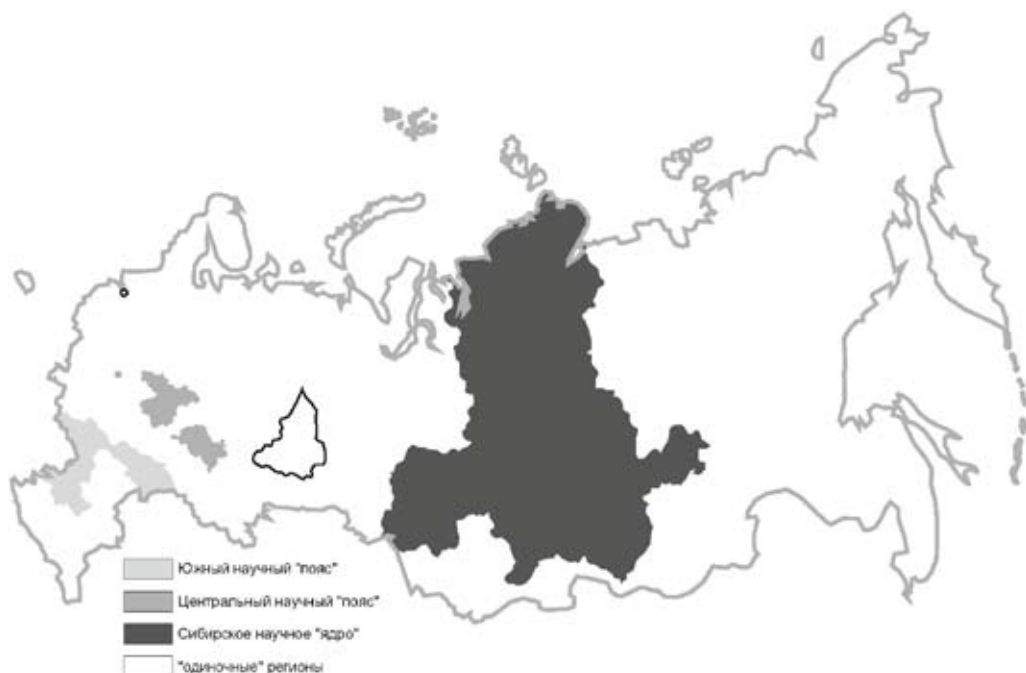 Южный научный "пояс"
Центральный научный "пояс"
Сибирское научное "ядро"
"одиночные" регионы